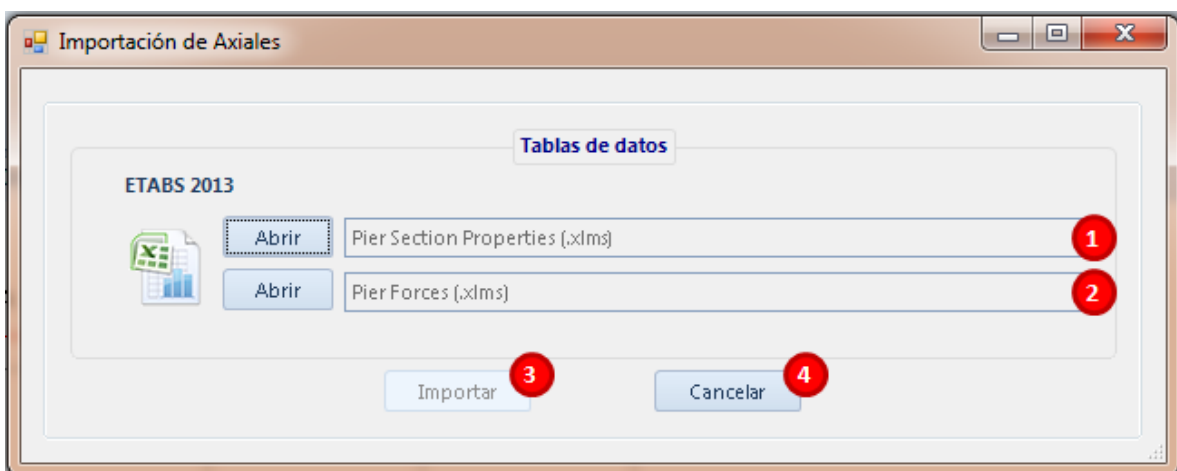 Importación de Axiales
Tablas de datos
ETABS 2013
Abrir Pier Section Properties (.xlms) 1
Abrir Pier Forces (.xlms) 2
Importar 3 Cancelar 4